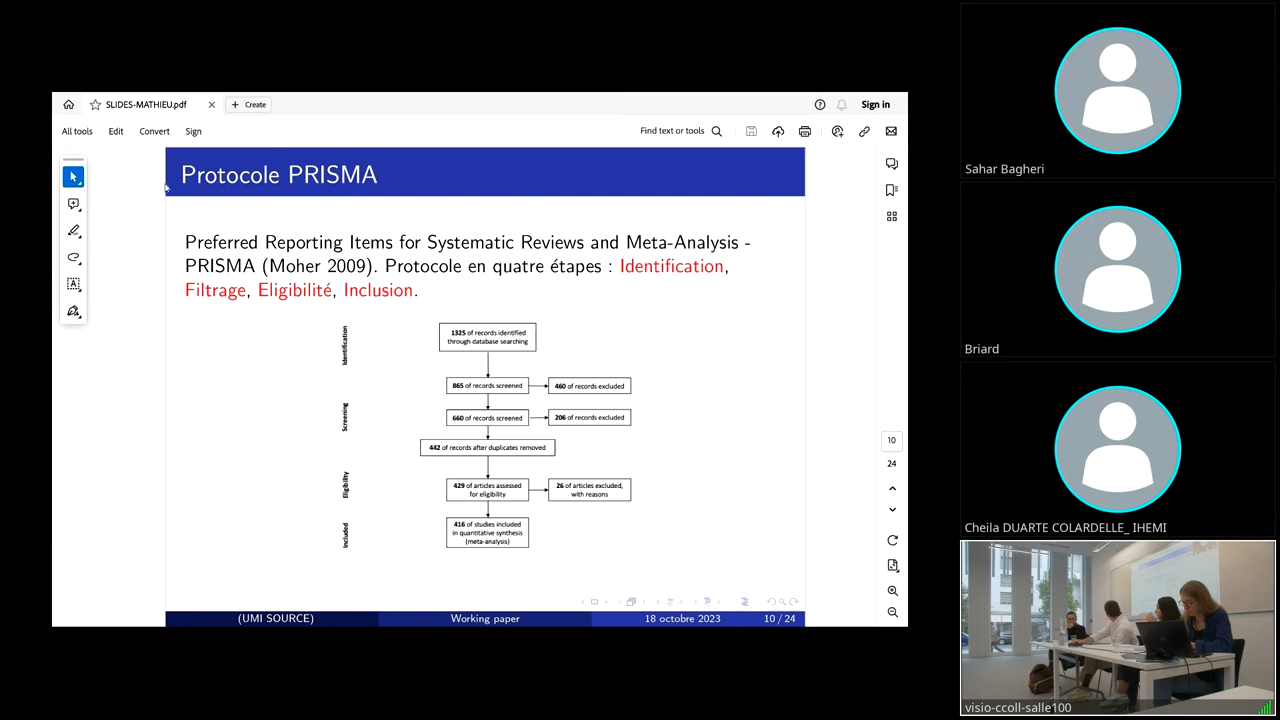 SLIDES-MATHIEU.pdf
Create
Sign in
All tools Edit Convert Sign
Find text or tools
Protocole PRISMA
Preferred Reporting Items for Systematic Reviews and Meta-Analysis -
PRISMA (Moher 2009). Protocole en quatre étapes : Identification,
Filtrage, Eligibilité, Inclusion.
Identification
1325 of records identified
through database searching
865 of records screened
460 of records excluded
Screening
660 of records screened
206 of records excluded
442 of records after duplicates removed
Eligibility
429 of articles assessed
for eligibility
26 of articles excluded,
with reasons
Included
416 of studies included
in quantitative synthesis
(meta-analysis)
(UMI SOURCE) Working paper 18 octobre 2023 10 / 24
10
24
Sahar Bagheri
Briard
Cheila DUARTE COLARDELLE_ IHEMI
visio-ccoll-salle100